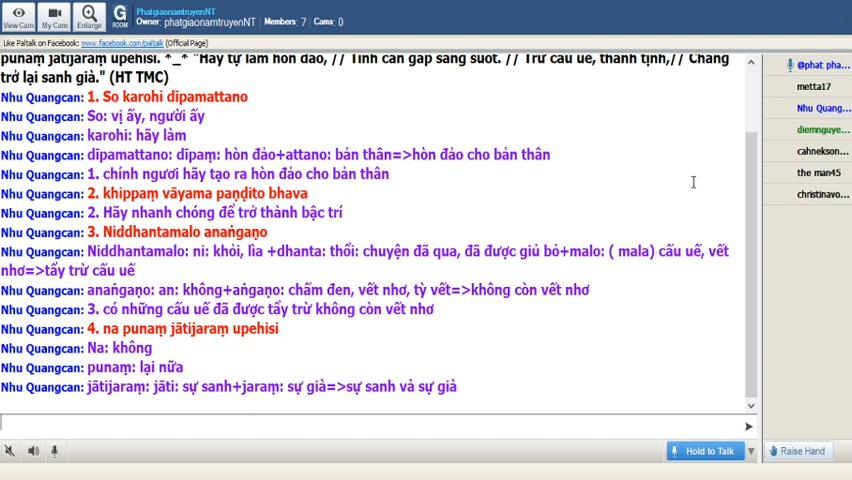 PhatgiaonamtruyenNT
Owner: phatgiaonamtruyenNT Members: 7 Cams: 0
View Cam My Cam Enlarge G ROOM
Like Paltalk on Facebook: www.facebook.com/paltalk (Official Page)
punaṃ jātijaraṃ upehisi. *_* "Hãy tự làm hòn đảo, // Tinh cần gấp sáng suốt. // Trừ cấu uế, thanh tịnh,// Chẳng
trở lại sanh già." (HT TMC)
Nhu Quangcan: 1. So karohi dīpamattano
Nhu Quangcan: So: vị ấy, người ấy
Nhu Quangcan: karohi: hãy làm
Nhu Quangcan: dīpamattano: dīpaṃ: hòn đảo+attano: bản thân=>hòn đảo cho bản thân
Nhu Quangcan: 1. chính ngươi hãy tạo ra hòn đảo cho bản thân
Nhu Quangcan: 2. khippaṃ vāyama paṇḍito bhava
Nhu Quangcan: 2. Hãy nhanh chóng để trở thành bậc trí
Nhu Quangcan: 3. Niddhantamalo anaṅgaṇo
Nhu Quangcan: Niddhantamalo: ni: khỏi, lìa +dhanta: thổi: chuyện đã qua, đã được giủ bỏ+malo: ( mala) cấu uế, vết
nhơ=>tẩy trừ cấu uế
Nhu Quangcan: anaṅgaṇo: an: không+aṅgaṇo: chấm đen, vết nhơ, tỳ vết=>không còn vết nhơ
Nhu Quangcan: 3. có những cấu uế đã được tẩy trừ không còn vết nhơ
Nhu Quangcan: 4. na punaṃ jātijaraṃ upehisi
Nhu Quangcan: Na: không
Nhu Quangcan: punaṃ: lại nữa
Nhu Quangcan: jātijaraṃ: jāti: sự sanh+jaraṃ: sự già=>sự sanh và sự già
@phat pha...
metta17
Nhu Quang...
diemnguye...
cahnekson...
the man45
christinavo...
Hold to Talk
Raise Hand